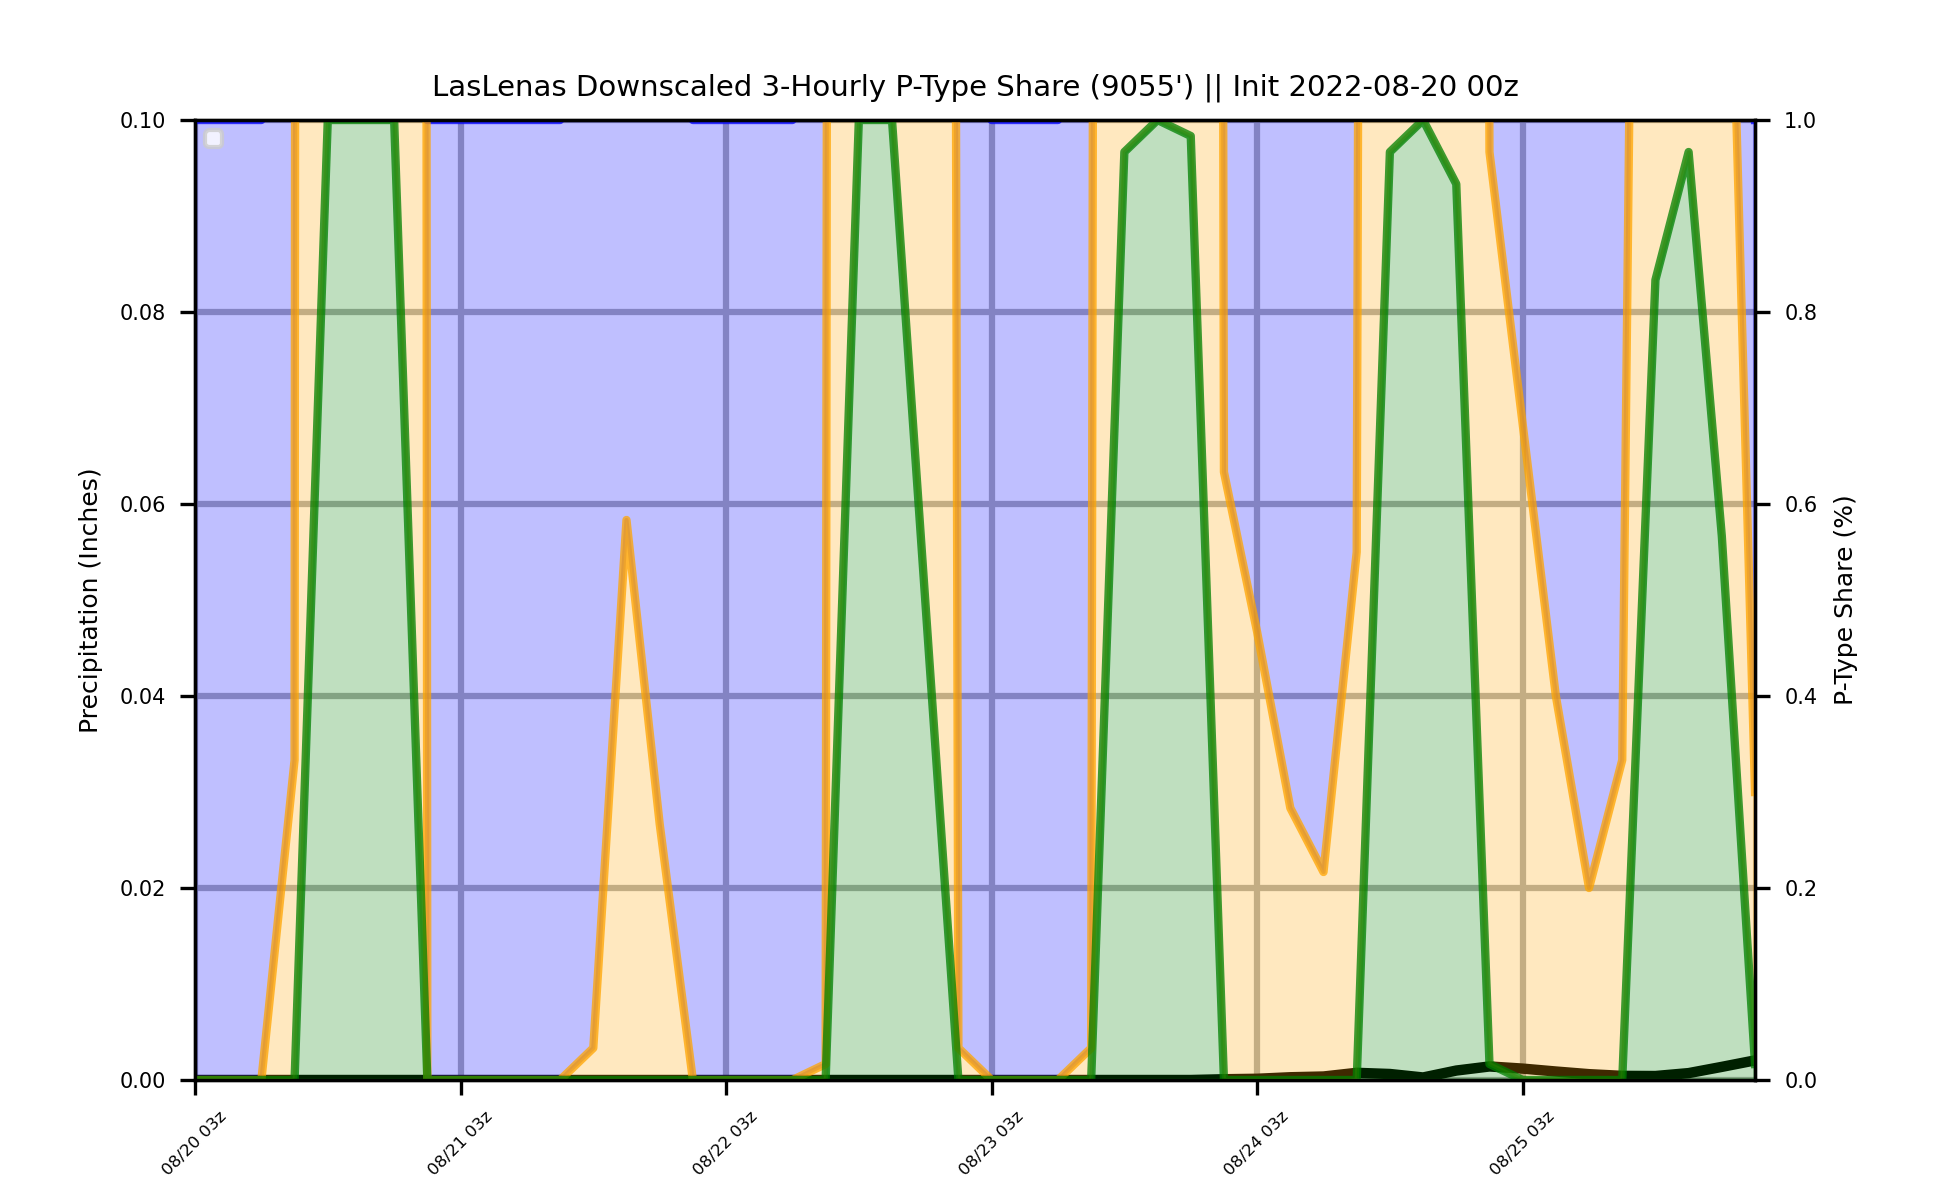 LasLenas Downscaled 3-Hourly P-Type Share (9055') || Init 2022-08-20 00z
Precipitation (Inches)
0.10
0.08
0.06
0.04
0.02
0.00
1.0
0.8
0.6
0.4
0.2
0.0
P-Type Share (%)
08/20 03z
08/21 03z
08/22 03z
08/23 03z
08/24 03z
08/25 03z